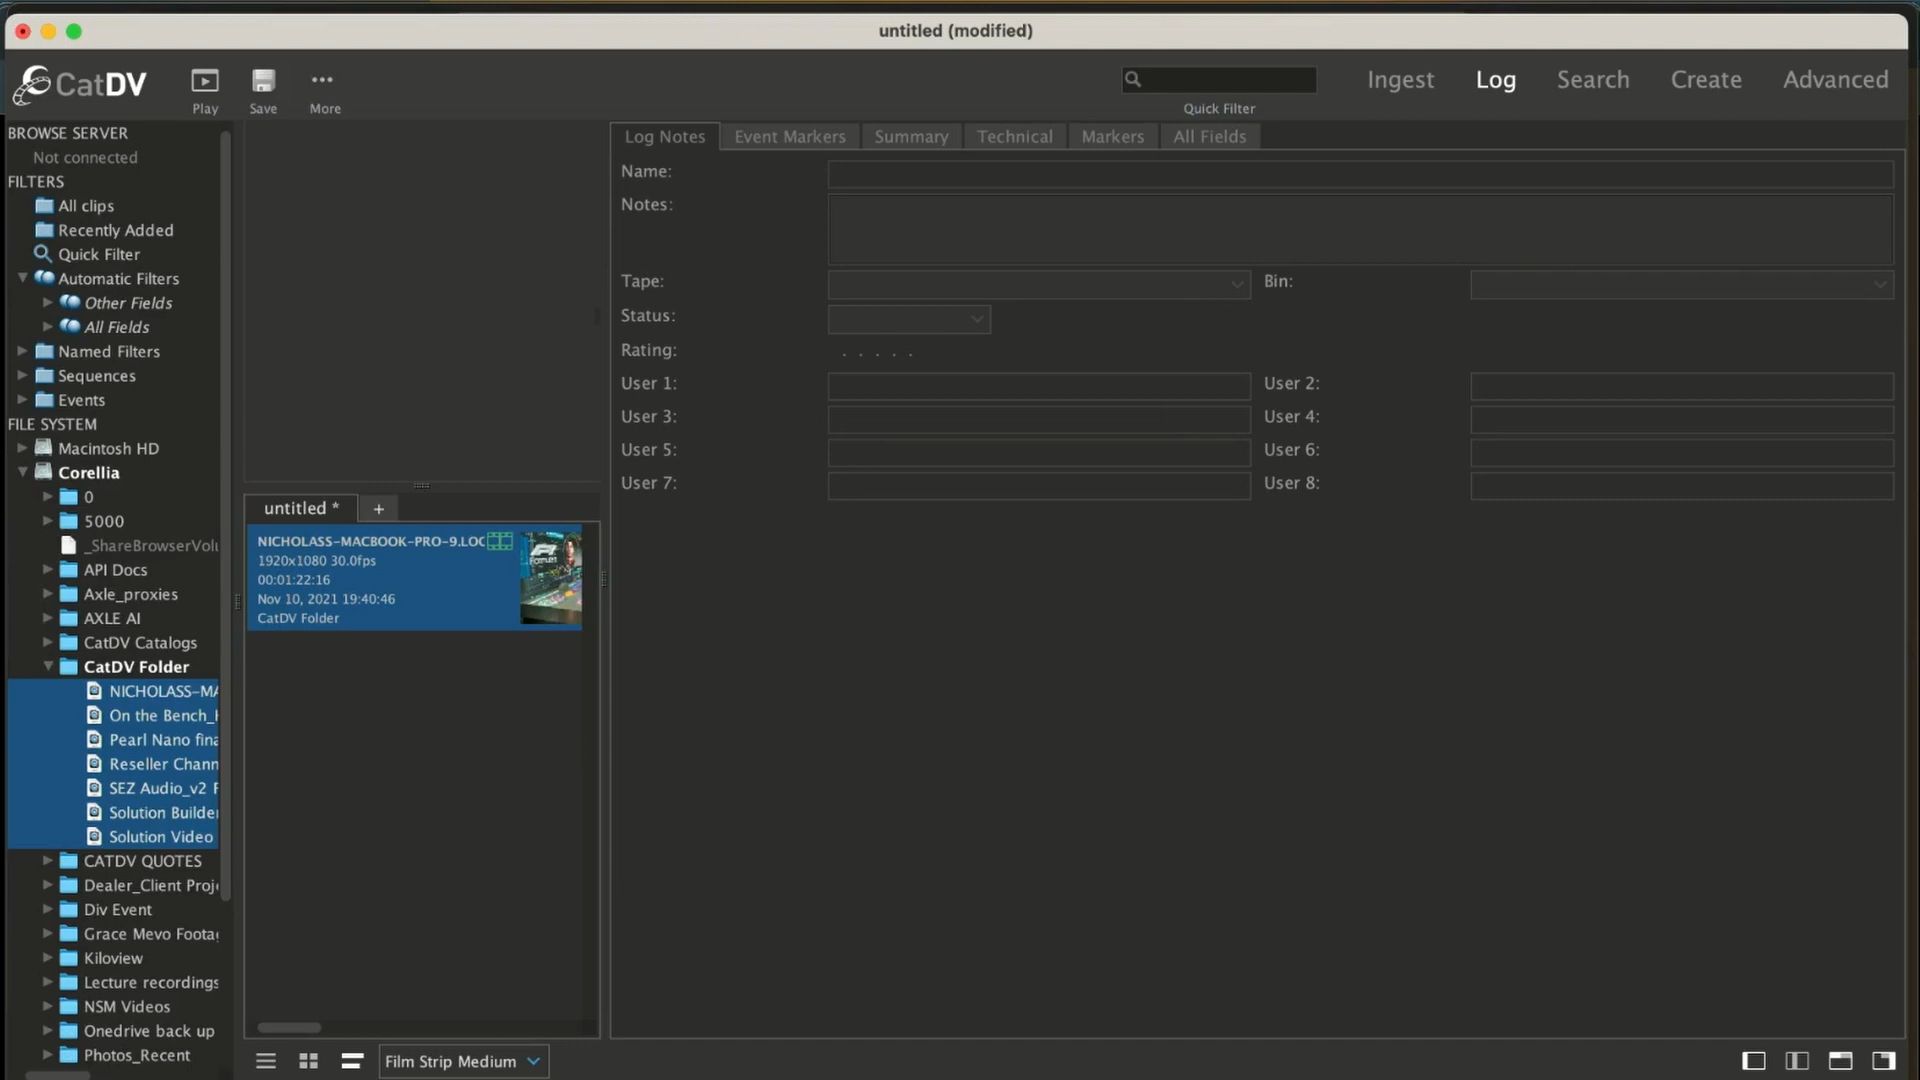 untitled (modified)
CatDV
Play
Save
More
Quick Filter
Ingest
Log
Search
Create
Advanced
BROWSE SERVER
Not connected
FILTERS
All clips
Recently Added
Quick Filter
Automatic Filters
Other Fields
All Fields
Named Filters
Sequences
Events
FILE SYSTEM
Macintosh HD
Corellia
0
5000
_ShareBrowserVolu
API Docs
Axle_proxies
AXLE AI
CatDV Catalogs
CatDV Folder
NICHOLASS-MA
On the Bench_
Pearl Nano fina
Reseller Chann
SEZ Audio_v2
Solution Builder
Solution Video
CATDV QUOTES
Dealer_Client Proj
Div Event
Grace Mevo Foota
Kiloview
Lecture recordings
NSM Videos
Onedrive back up
Photos_Recent
untitled *
+
NICHOLASS-MACBOOK-PRO-9.LOC
1920x1080 30.0fps
00:01:22:16
Nov 10, 2021 19:40:46
CatDV Folder
Film Strip Medium
Log Notes
Event Markers
Summary
Technical
Markers
All Fields
Name:
Notes:
Tape:
Bin:
Status:
Rating:
User 1:
User 2:
User 3:
User 4:
User 5:
User 6:
User 7:
User 8: